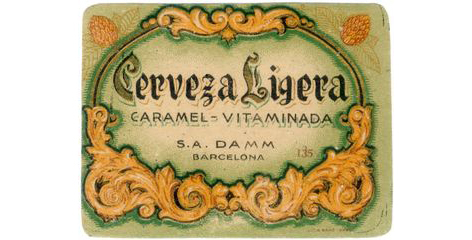 Cerveza Ligera
CARAMEL=VITAMINADA
S.A. DAMM
BARCELONA
135